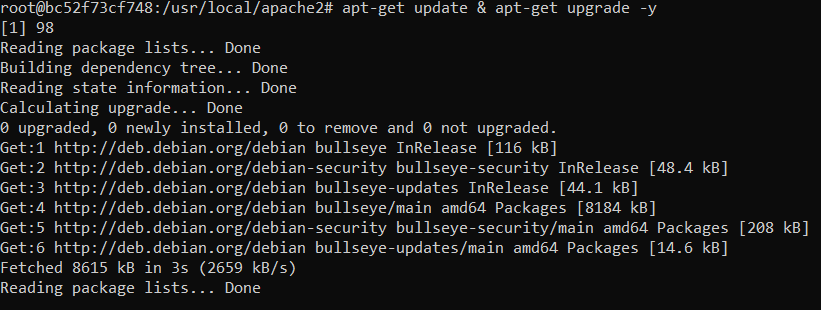 root@bc52f73cf748:/usr/local/apache2# apt-get update & apt-get upgrade -y
[1] 98
Reading package lists... Done
Building dependency tree... Done
Reading state information... Done
Calculating upgrade... Done
0 upgraded, 0 newly installed, 0 to remove and 0 not upgraded.
Get:1 http://deb.debian.org/debian bullseye InRelease [116 kB]
Get:2 http://deb.debian.org/debian-security bullseye-security InRelease [48.4 kB]
Get:3 http://deb.debian.org/debian bullseye-updates InRelease [44.1 kB]
Get:4 http://deb.debian.org/debian bullseye/main amd64 Packages [8184 kB]
Get:5 http://deb.debian.org/debian-security bullseye-security/main amd64 Packages [208 kB]
Get:6 http://deb.debian.org/debian bullseye-updates/main amd64 Packages [14.6 kB]
Fetched 8615 kB in 3s (2659 kB/s)
Reading package lists... Done